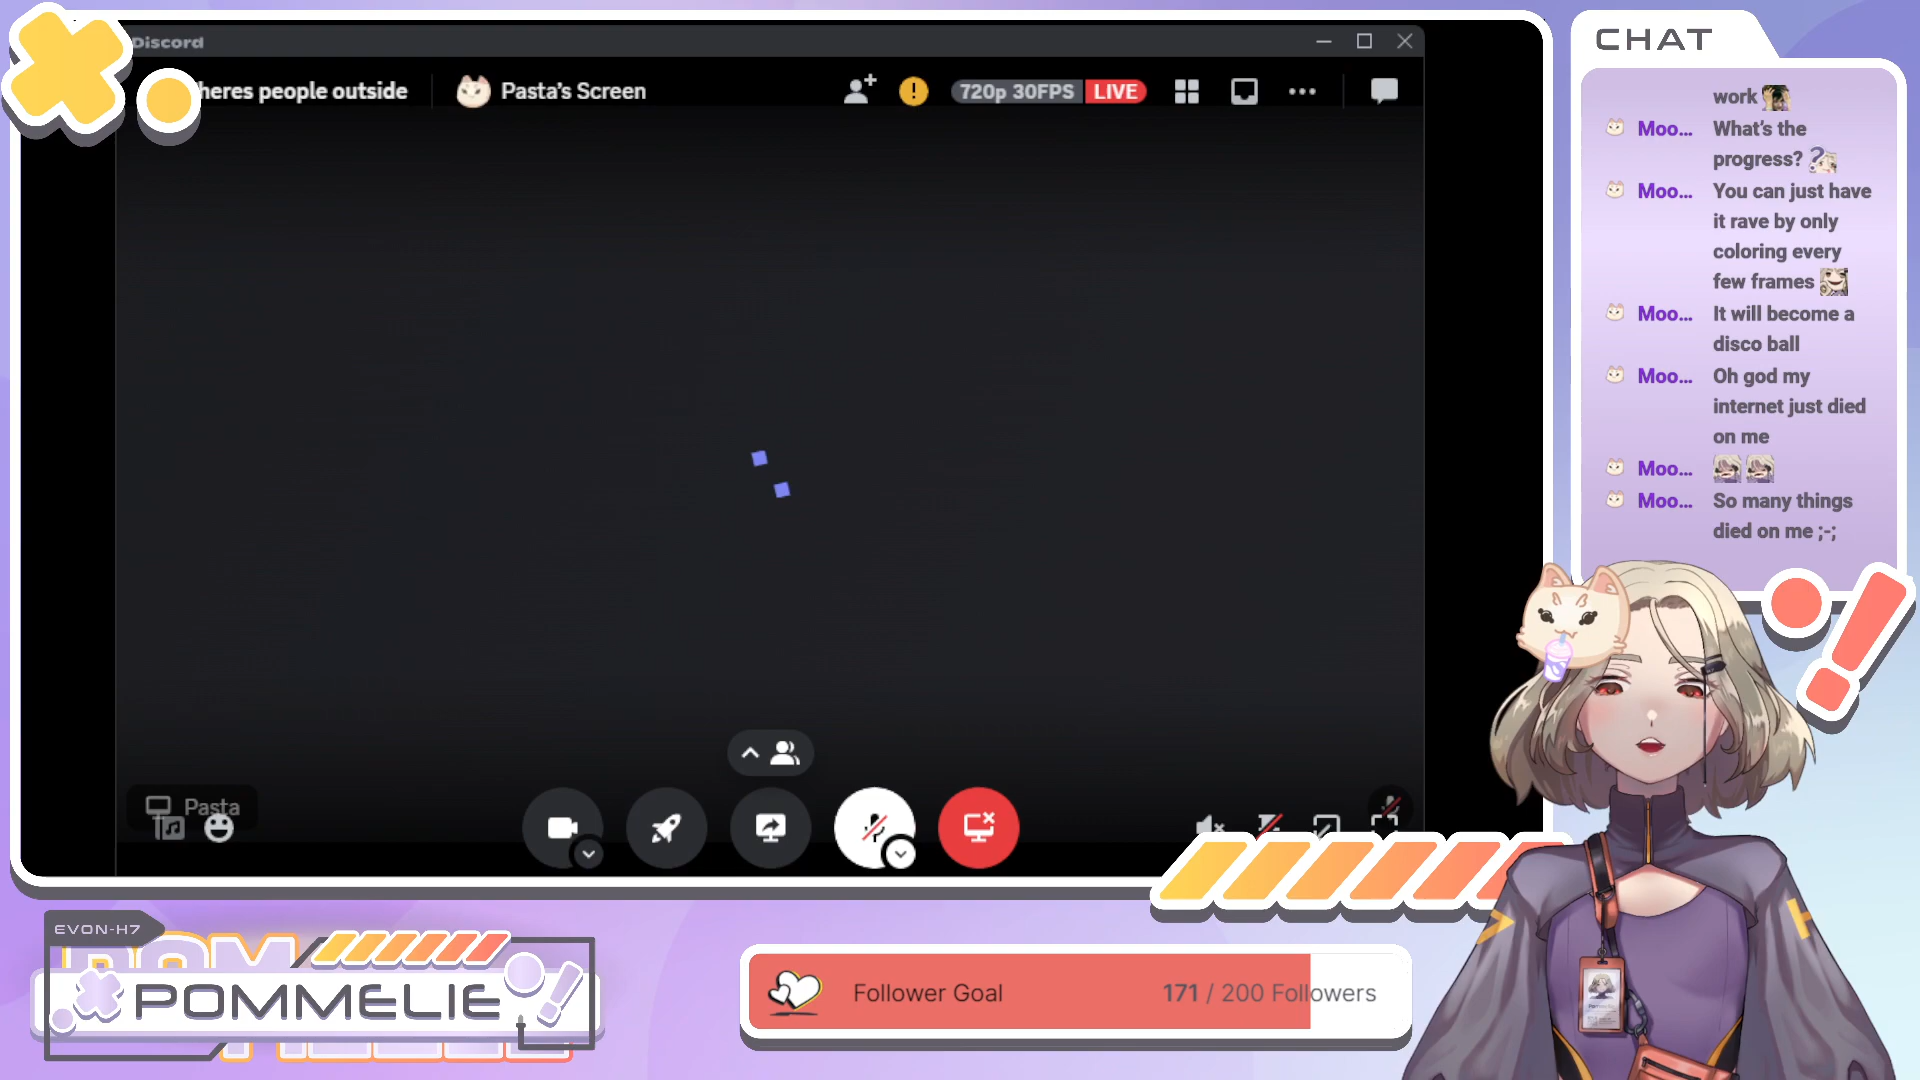 Discord
heres people outside
Pasta's Screen
720p 30FPS LIVE
Pasta
CHAT
work
Moo... What's the
progress?
Moo... You can just have
it rave by only
coloring every
few frames
Moo... It will become a
disco ball
Moo... Oh god my
internet just died
on me
Moo...
Moo... So many things
died on me ;-;
EVON-H7
POMMELIE
Follower Goal
171 / 200 Followers